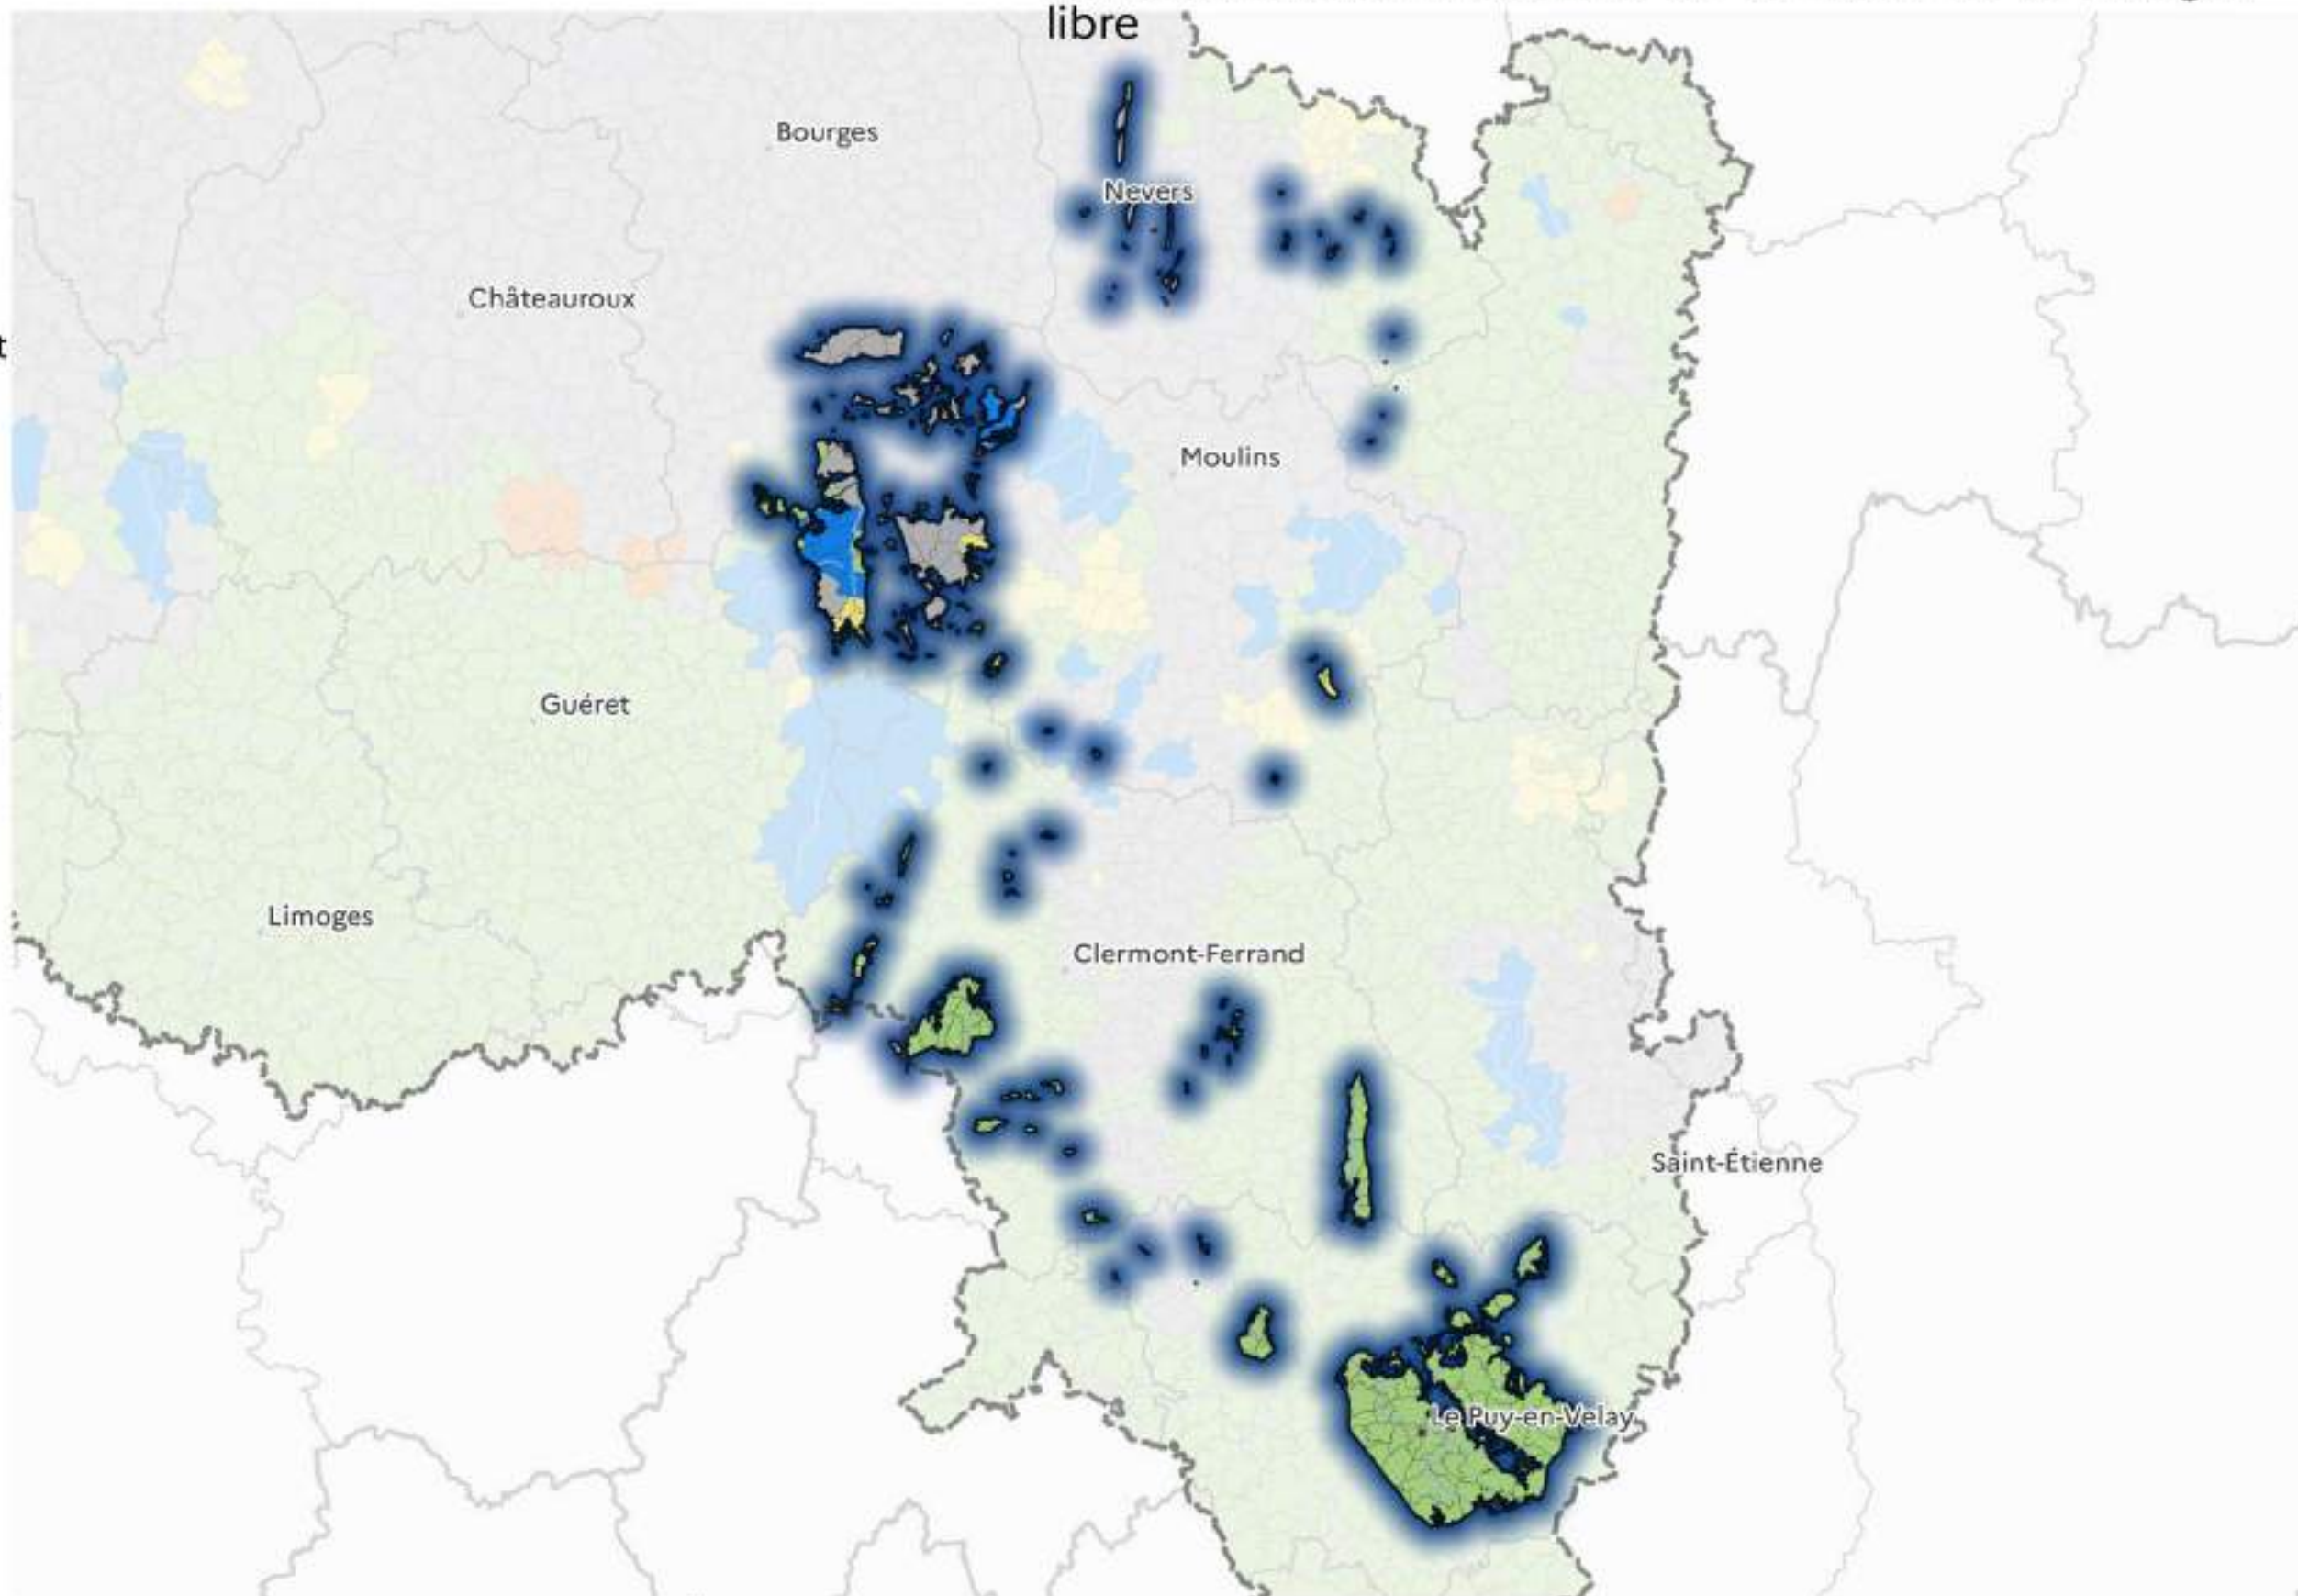 libre
Bourges
Nevers
Châteauroux
t
Moulins
Guéret
Limoges
Clermont-Ferrand
Saint-Étienne
Le Puy-en-Velay